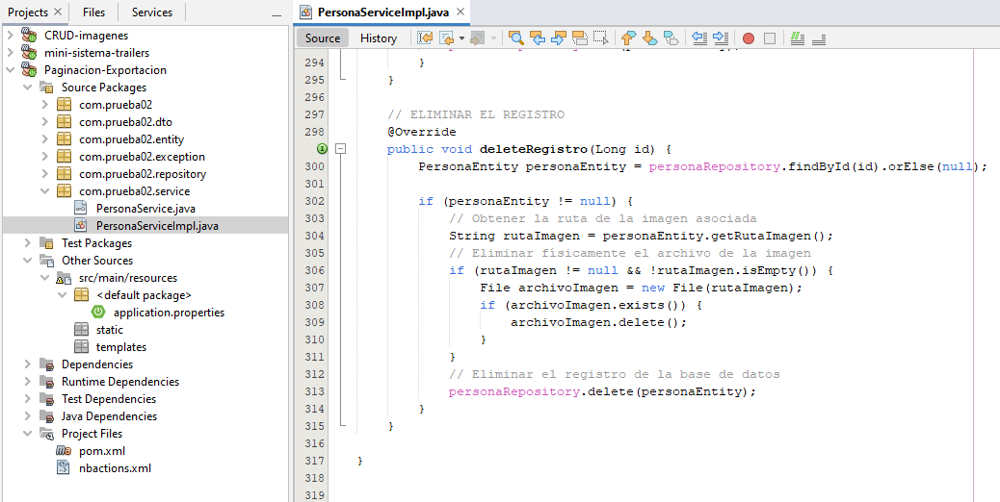 Projects
Files
Services
CRUD-imagenes
mini-sistema-trailers
Paginacion-Exportacion
Source Packages
com.prueba02
com.prueba02.dto
com.prueba02.entity
com.prueba02.exception
com.prueba02.repository
com.prueba02.service
PersonaService.java
PersonaServiceImpl.java
Test Packages
Other Sources
src/main/resources
<default package>
application.properties
static
templates
Dependencies
Runtime Dependencies
Test Dependencies
Java Dependencies
Project Files
pom.xml
nbactions.xml
PersonaServiceImpl.java
Source History
294 }
295 }
296
297 // ELIMINAR EL REGISTRO
298 @Override
public void deleteRegistro(Long id) {
300 PersonaEntity personaEntity = personaRepository.findById(id).orElse(null);
301
302 if (personaEntity != null) {
303 // Obtener la ruta de la imagen asociada
304 String rutaImagen = personaEntity.getRutaImagen();
305 // Eliminar físicamente el archivo de la imagen
306 if (rutaImagen != null && !rutaImagen.isEmpty()) {
307 File archivoImagen = new File(rutaImagen);
308 if (archivoImagen.exists()) {
309 archivoImagen.delete();
310 }
311 }
312 // Eliminar el registro de la base de datos
313 personaRepository.delete(personaEntity);
314 }
315 }
316
317 }
318
319